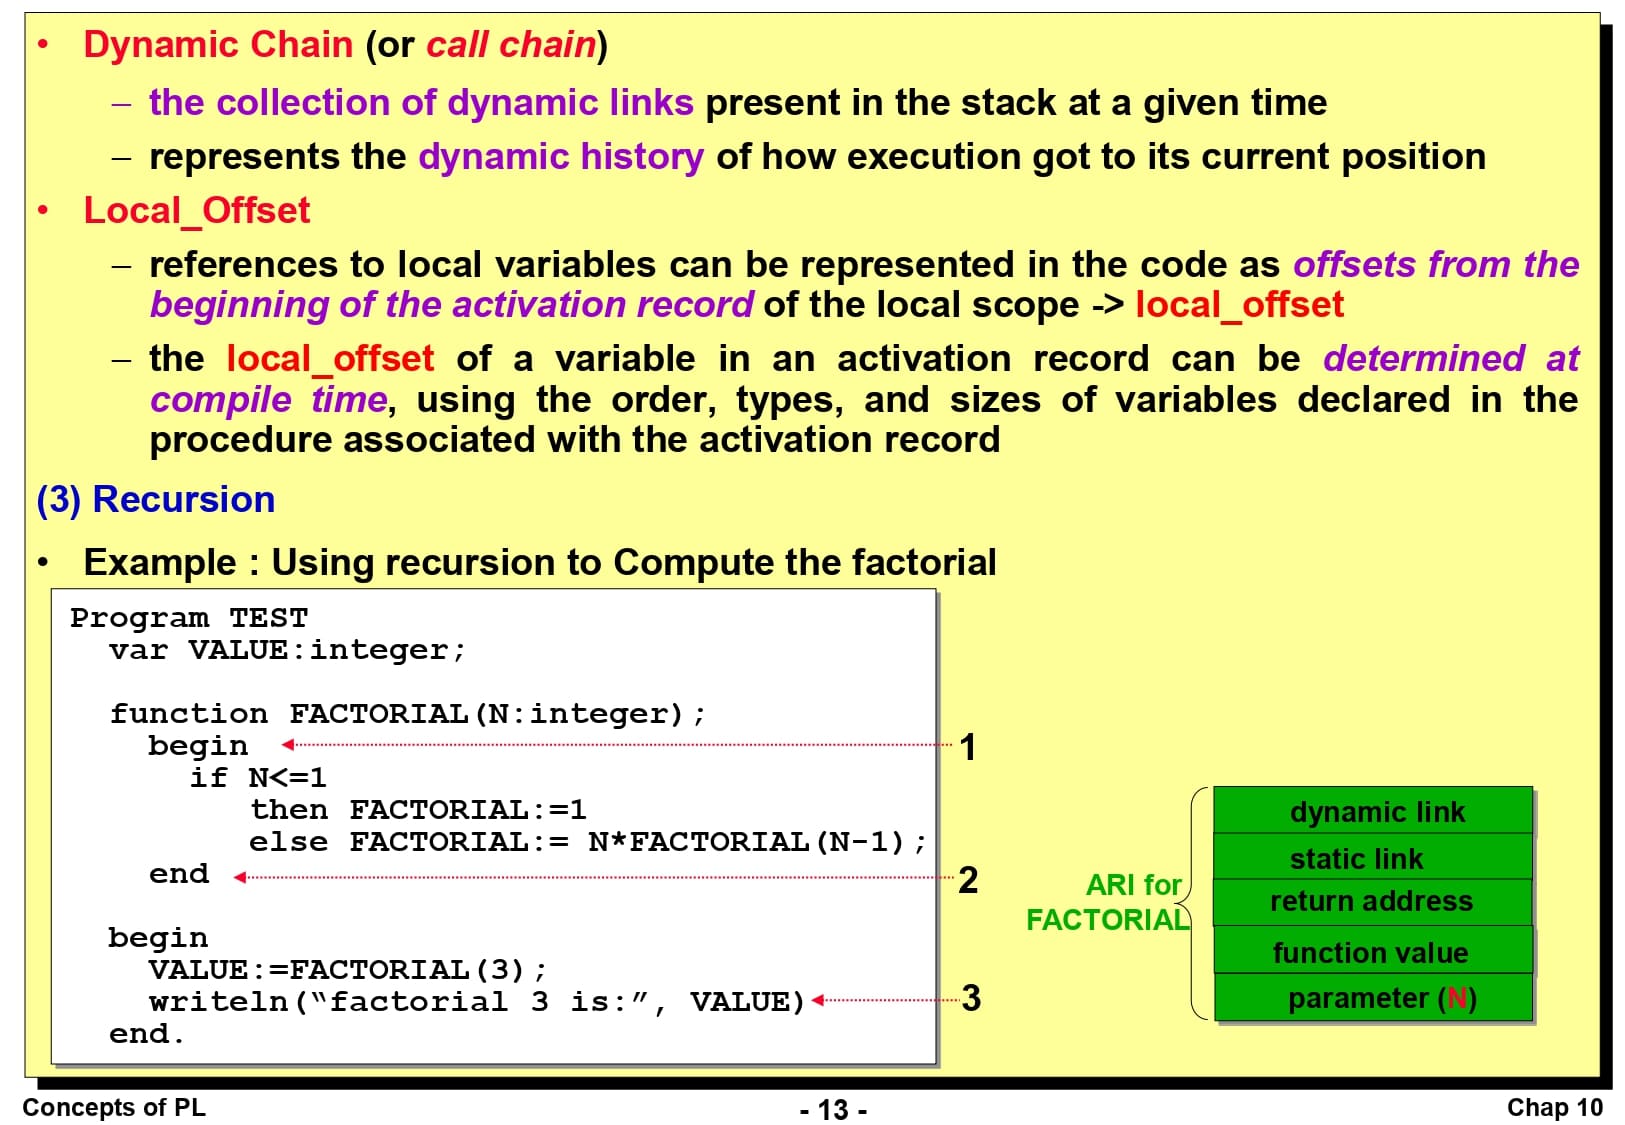 • Dynamic Chain (or call chain)
– the collection of dynamic links present in the stack at a given time
– represents the dynamic history of how execution got to its current position
• Local_Offset
– references to local variables can be represented in the code as offsets from the
beginning of the activation record of the local scope -> local_offset
– the local_offset of a variable in an activation record can be determined at
compile time, using the order, types, and sizes of variables declared in the
procedure associated with the activation record
(3) Recursion
• Example : Using recursion to Compute the factorial
Program TEST
var VALUE:integer;
function FACTORIAL(N:integer);
begin
1
if N<=1
then FACTORIAL:=1
else FACTORIAL:= N*FACTORIAL(N-1);
end
2
begin
VALUE:=FACTORIAL(3);
writeln(“factorial 3 is:”, VALUE)
3
end.
ARI for
FACTORIAL
dynamic link
static link
return address
function value
parameter (N)
Concepts of PL
- 13 -
Chap 10